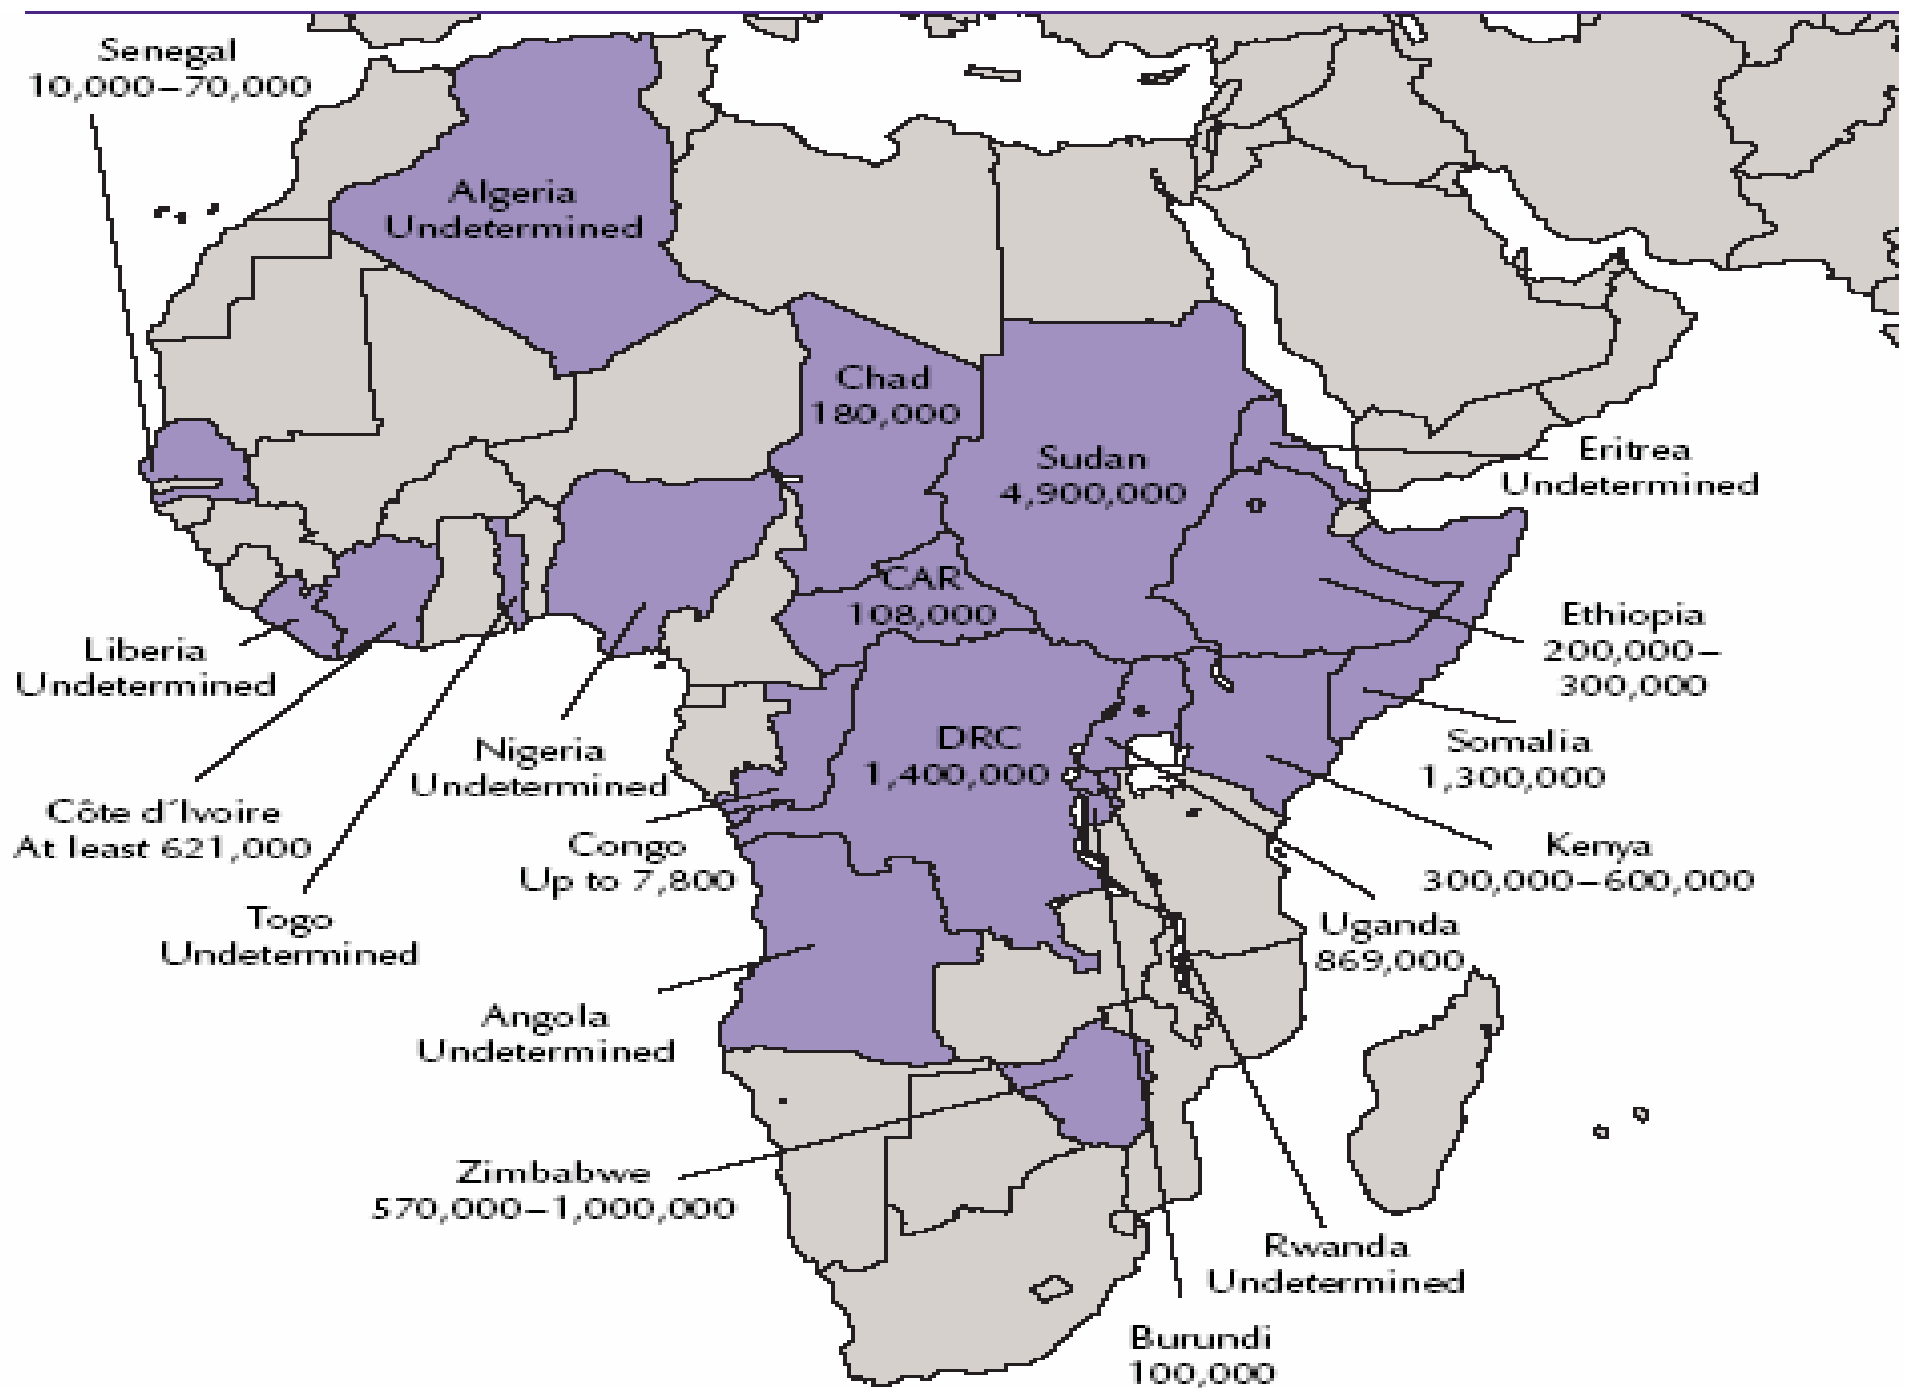 Senegal
10,000–70,000
Algeria
Undetermined
Chad
180,000
Sudan
4,900,000
Eritrea
Undetermined
CAR
108,000
Ethiopia
200,000–
300,000
Liberia
Undetermined
Nigeria
Undetermined
DRC
1,400,000
Somalia
1,300,000
Côte d´Ivoire
At least 621,000
Congo
Up to 7,800
Kenya
300,000–600,000
Togo
Undetermined
Uganda
869,000
Angola
Undetermined
Zimbabwe
570,000–1,000,000
Rwanda
Undetermined
Burundi
100,000